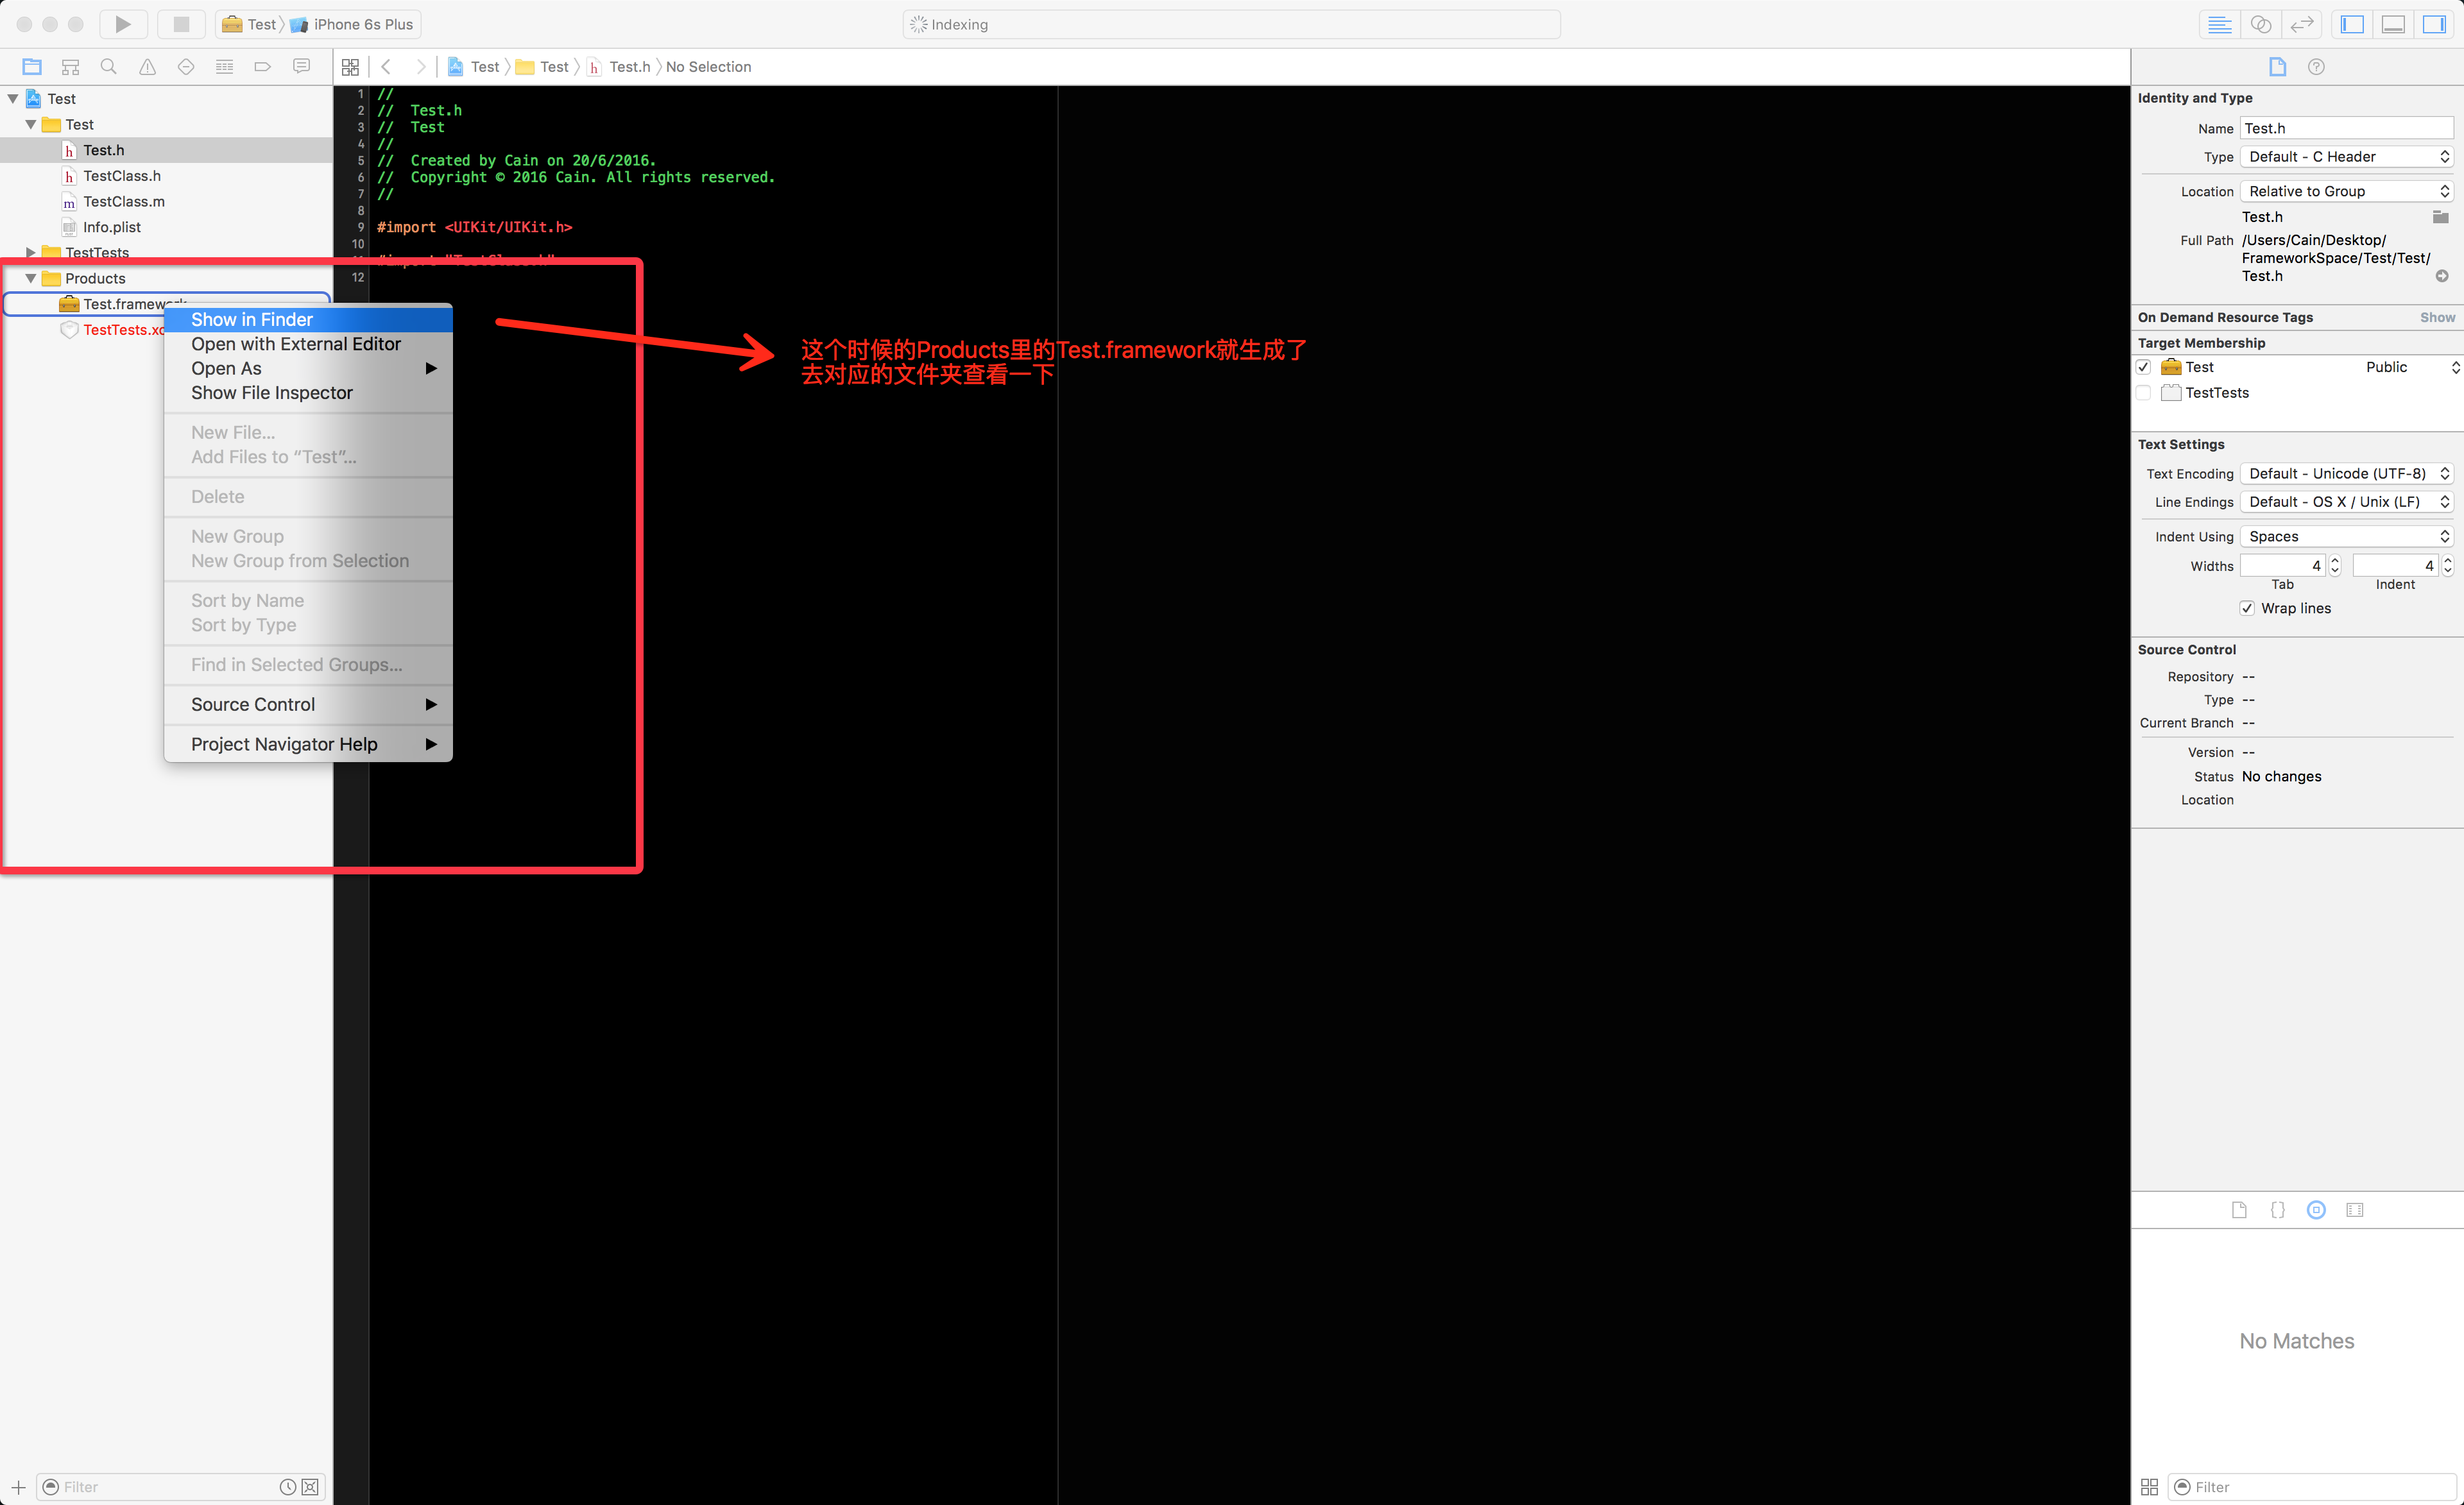 Test 〉 iPhone 6s Plus
Indexing
Test 〉 Test 〉 Test.h 〉 No Selection
Test
Test
Test.h
TestClass.h
TestClass.m
Info.plist
TestTests
Products
Test.framework
Show in Finder
Open with External Editor
Open As
Show File Inspector
New File...
Add Files to “Test”...
Delete
New Group
New Group from Selection
Sort by Name
Sort by Type
Find in Selected Groups...
Source Control
Project Navigator Help
Filter
1 //
2 //  Test.h
3 //  Test
4 //
5 //  Created by Cain on 20/6/2016.
6 //  Copyright © 2016 Cain. All rights reserved.
7 //
8
9 #import <UIKit/UIKit.h>
10
12
这个时候的Products里的Test.framework就生成了
去对应的文件夹查看一下
Identity and Type
Name Test.h
Type Default - C Header
Location Relative to Group
Test.h
Full Path /Users/Cain/Desktop/
FrameworkSpace/Test/Test/
Test.h
On Demand Resource Tags Show
Target Membership
Test Public
TestTests
Text Settings
Text Encoding Default - Unicode (UTF-8)
Line Endings Default - OS X / Unix (LF)
Indent Using Spaces
Widths 4 4
Tab Indent
Wrap lines
Source Control
Repository --
Type --
Current Branch --
Version --
Status No changes
Location
No Matches
Filter